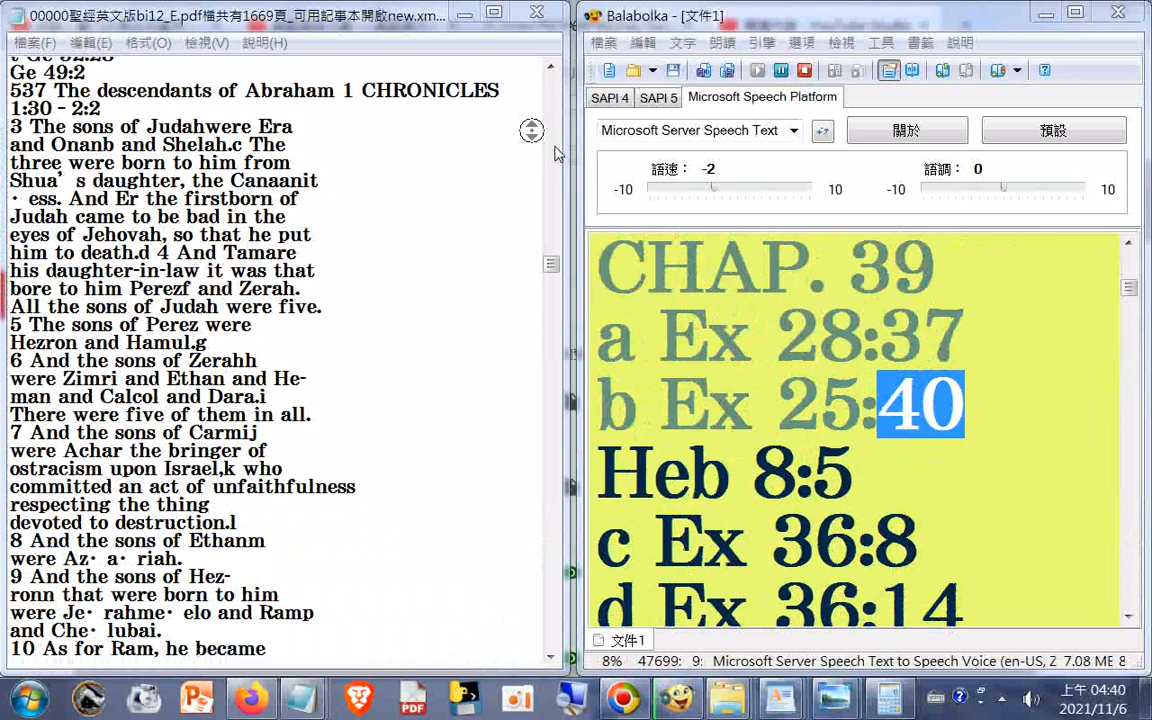 00000聖經英文版bi12_E.pdf檔共有1669頁_可用記事本開啟new.xm...
檔案(F) 編輯(E) 格式(O) 檢視(V) 說明(H)
Ge 49:2
537 The descendants of Abraham 1 CHRONICLES
1:30 - 2:2
3 The sons of Judahwere Era
and Onanb and Shelah.c The
three were born to him from
Shua’s daughter, the Canaanit
· ess. And Er the firstborn of
Judah came to be bad in the
eyes of Jehovah, so that he put
him to death.d 4 And Tamare
his daughter-in-law it was that
bore to him Perezf and Zerah.
All the sons of Judah were five.
5 The sons of Perez were
Hezron and Hamul.g
6 And the sons of Zerahh
were Zimri and Ethan and He-
man and Calcol and Dara.i
There were five of them in all.
7 And the sons of Carmij
were Achar the bringer of
ostracism upon Israel,k who
committed an act of unfaithfulness
respecting the thing
devoted to destruction.l
8 And the sons of Ethanm
were Az· a· riah.
9 And the sons of Hez-
ronn that were born to him
were Je· rahme· elo and Ramp
and Che· lubai.
10 As for Ram, he became
Balabolka - [文件1]
檔案 編輯 文字 朗讀 引擎 選項 檢視 工具 書籤 說明
SAPI 4 SAPI 5 Microsoft Speech Platform
Microsoft Server Speech Text 關於 預設
語速: -2 語調: 0
-10 10 -10 10
CHAP. 39
a Ex 28:37
b Ex 25:40
Heb 8:5
c Ex 36:8
d Ex 36:14
文件1
8% 47699: 9: Microsoft Server Speech Text to Speech Voice (en-US, Z 7.08 MB 8
上午 04:40
2021/11/6